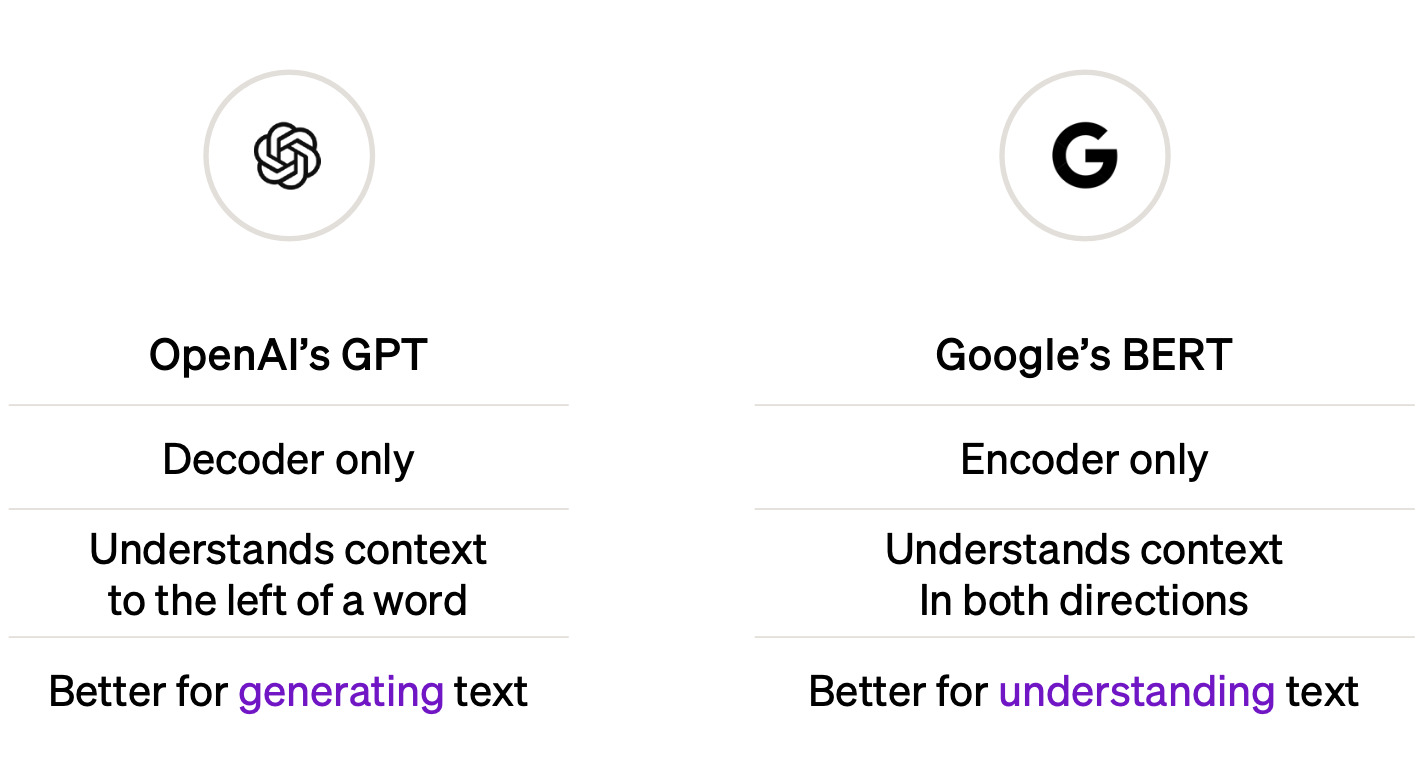 OpenAI’s GPT
Decoder only
Understands context
to the left of a word
Better for generating text
Google’s BERT
Encoder only
Understands context
In both directions
Better for understanding text